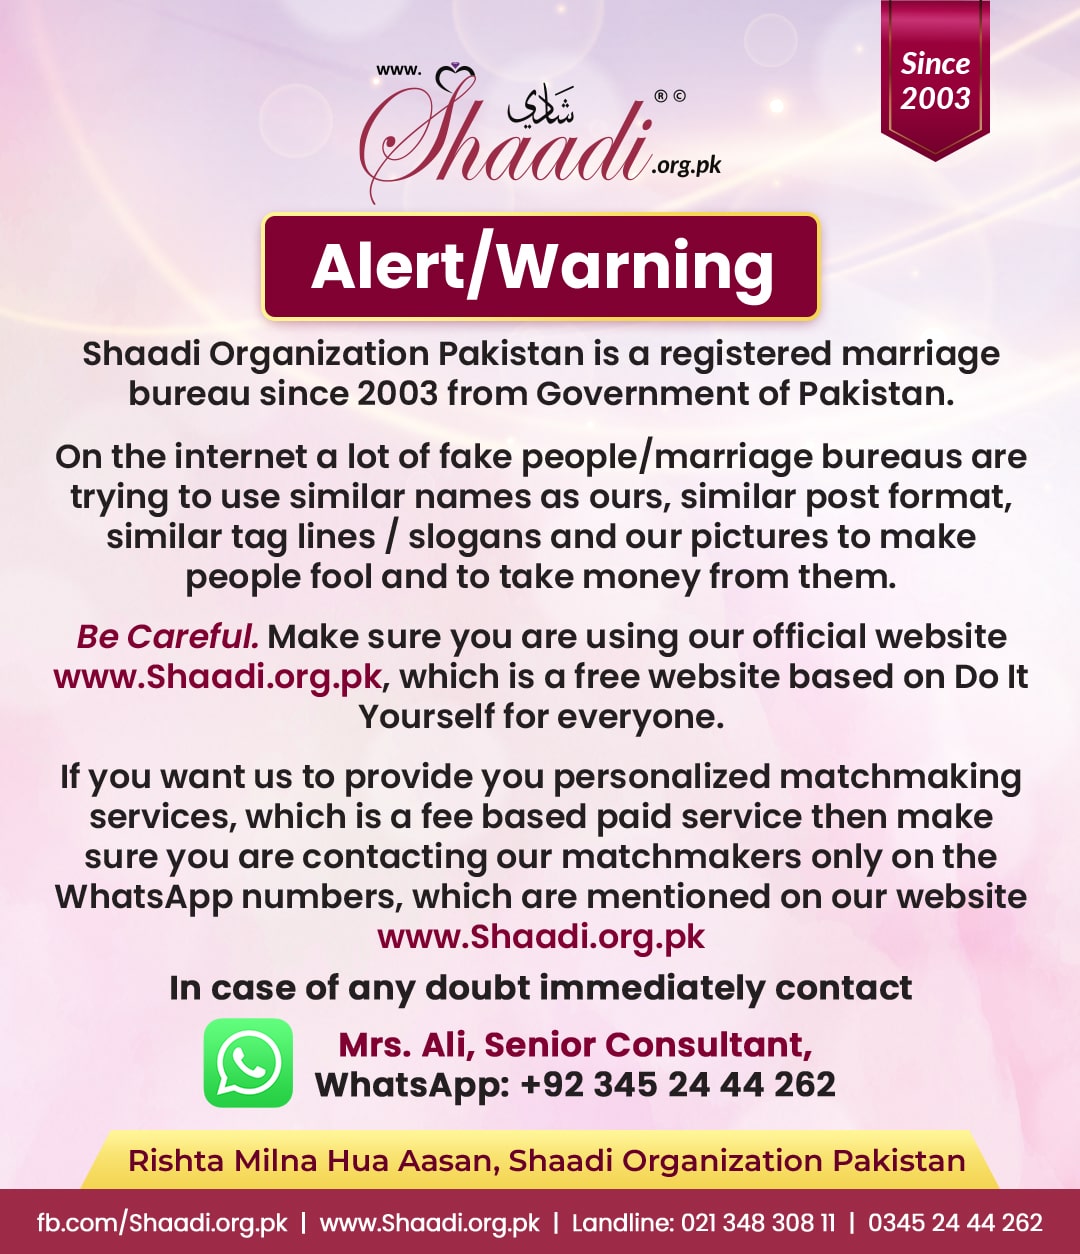 Since
2003
www.
شَادِي
® ©
Shaadi
.org.pk
Alert/Warning
Shaadi Organization Pakistan is a registered marriage
bureau since 2003 from Government of Pakistan.
On the internet a lot of fake people/marriage bureaus are
trying to use similar names as ours, similar post format,
similar tag lines / slogans and our pictures to make
people fool and to take money from them.
Be Careful. Make sure you are using our official website
www.Shaadi.org.pk, which is a free website based on Do It
Yourself for everyone.
If you want us to provide you personalized matchmaking
services, which is a fee based paid service then make
sure you are contacting our matchmakers only on the
WhatsApp numbers, which are mentioned on our website
www.Shaadi.org.pk
In case of any doubt immediately contact
Mrs. Ali, Senior Consultant,
WhatsApp: +92 345 24 44 262
Rishta Milna Hua Aasan, Shaadi Organization Pakistan
fb.com/Shaadi.org.pk | www.Shaadi.org.pk | Landline: 021 348 308 11 | 0345 24 44 262